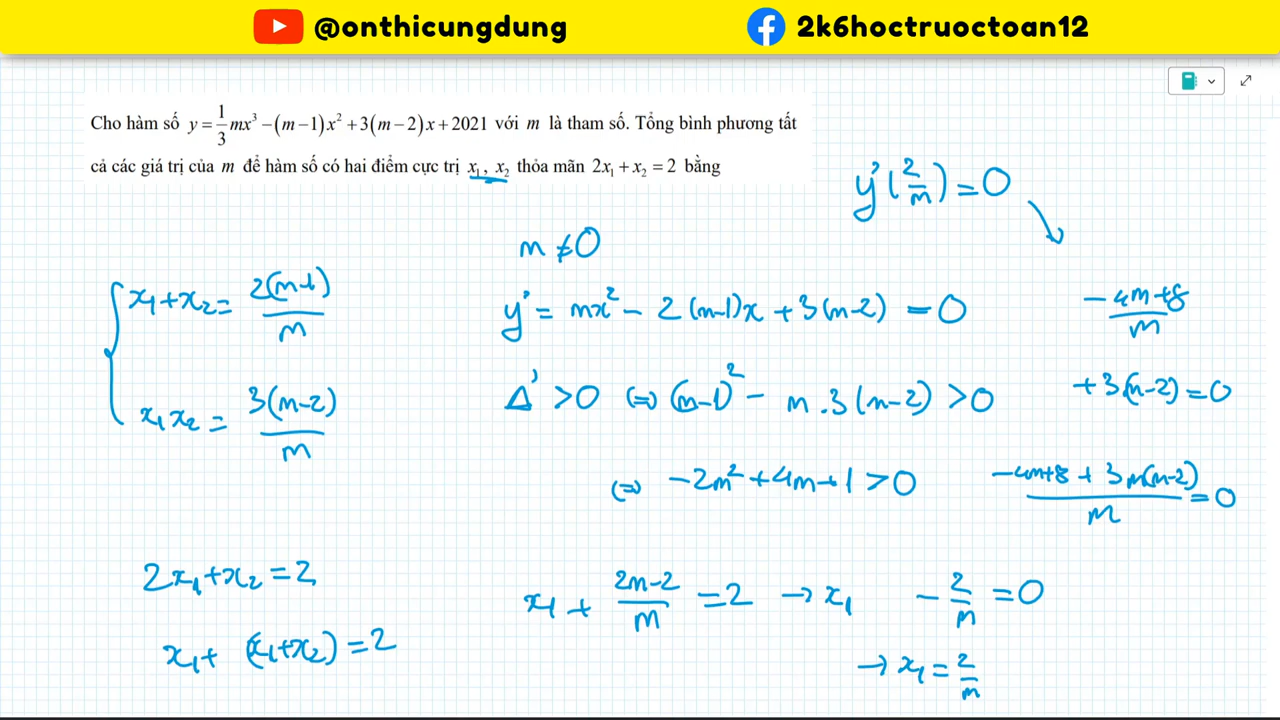 @onthicungdung
2k6hoctruoctoan12
Cho hàm số y = 1/3 mx³ − (m − 1)x² + 3(m − 2)x + 2021 với m là tham số. Tổng bình phương tất
cả các giá trị của m để hàm số có hai điểm cực trị x₁, x₂ thỏa mãn 2x₁ + x₂ = 2 bằng
y'(2/m) = 0
m ≠ 0
x₁ + x₂ = 2(m-1)/m
y' = mx² - 2(m-1)x + 3(m-2) = 0
(-4m+8)/m
+ 3(m-2) = 0
x₁x₂ = 3(m-2)/m
Δ' > 0 (=) (m-1)² - m.3(m-2) > 0
(=) -2m² + 4m + 1 > 0
(-4m+8 + 3m(m-2))/m = 0
2x₁ + x₂ = 2
x₁ + (x₁ + x₂) = 2
x₁ + (2m-2)/m = 2 → x₁ - 2/m = 0
→ x₁ = 2/m